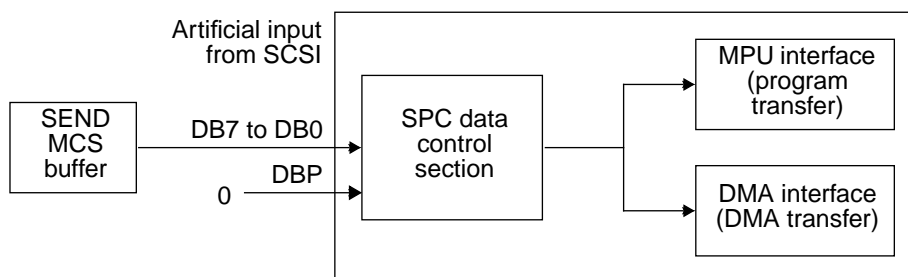 Artificial input
from SCSI
SEND
MCS
buffer
DB7 to DB0
DBP
0
SPC data
control
section
MPU interface
(program
transfer)
DMA interface
(DMA transfer)